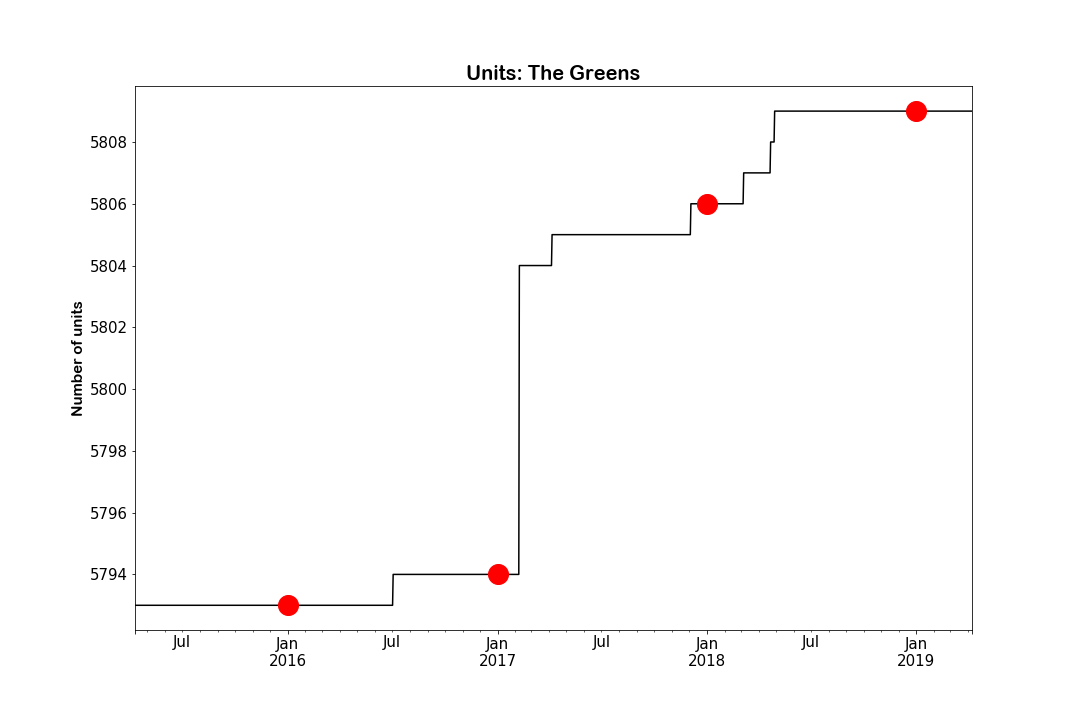 Units: The Greens
Number of units
5808
5806
5804
5802
5800
5798
5796
5794
Jul
Jan
2016
Jul
Jan
2017
Jul
Jan
2018
Jul
Jan
2019